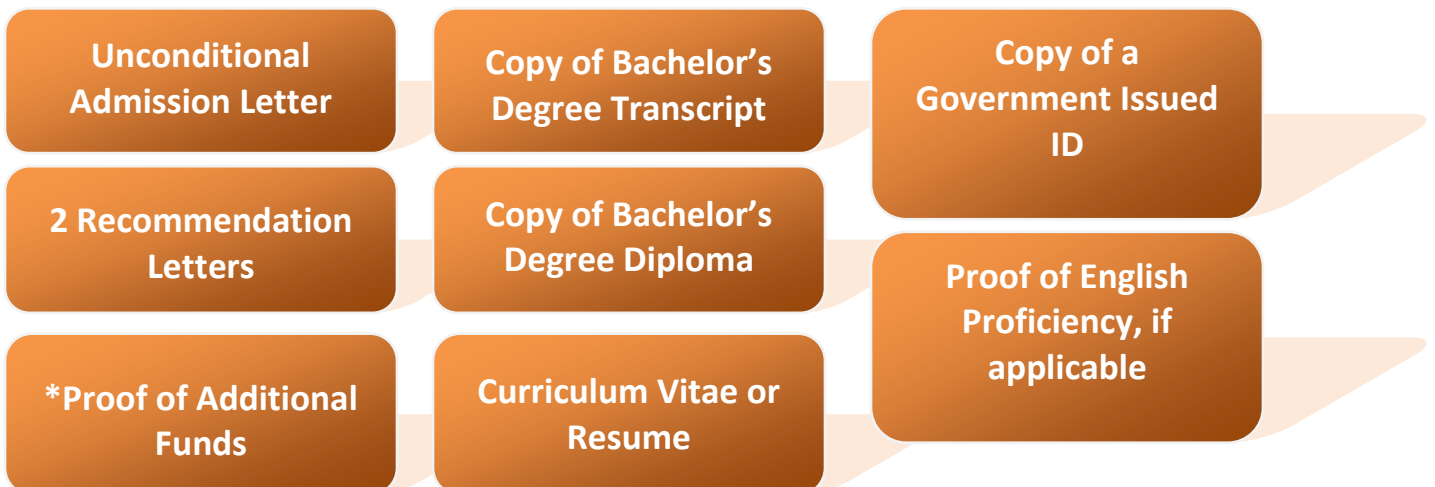 Unconditional
Admission Letter
Copy of Bachelor’s
Degree Transcript
Copy of a
Government Issued
ID
2 Recommendation
Letters
Copy of Bachelor’s
Degree Diploma
Proof of English
Proficiency, if
applicable
*Proof of Additional
Funds
Curriculum Vitae or
Resume